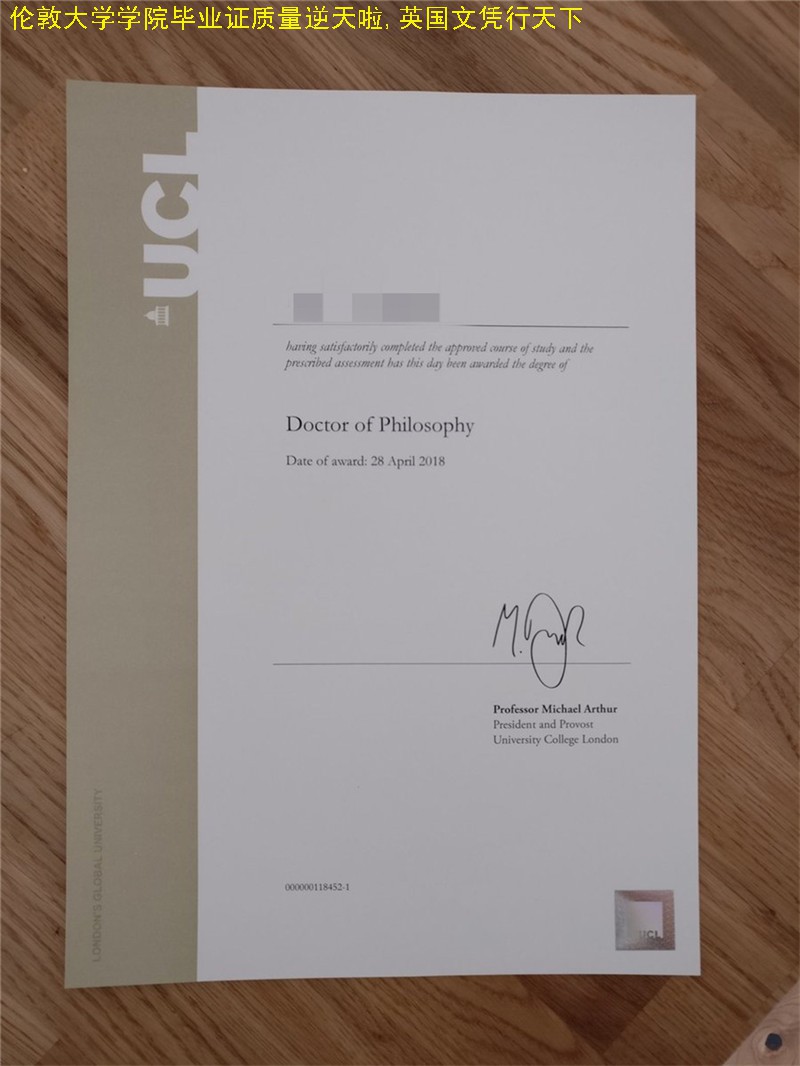 伦敦大学学院毕业证质量逆天啦, 英国文凭行天下
UCL
having satisfactorily completed the approved course of study and the
prescribed assessment has this day been awarded the degree of
Doctor of Philosophy
Date of award: 28 April 2018
M.
Professor Michael Arthur
President and Provost
University College London
LONDON'S GLOBAL UNIVERSITY
000000118452-1
UCL